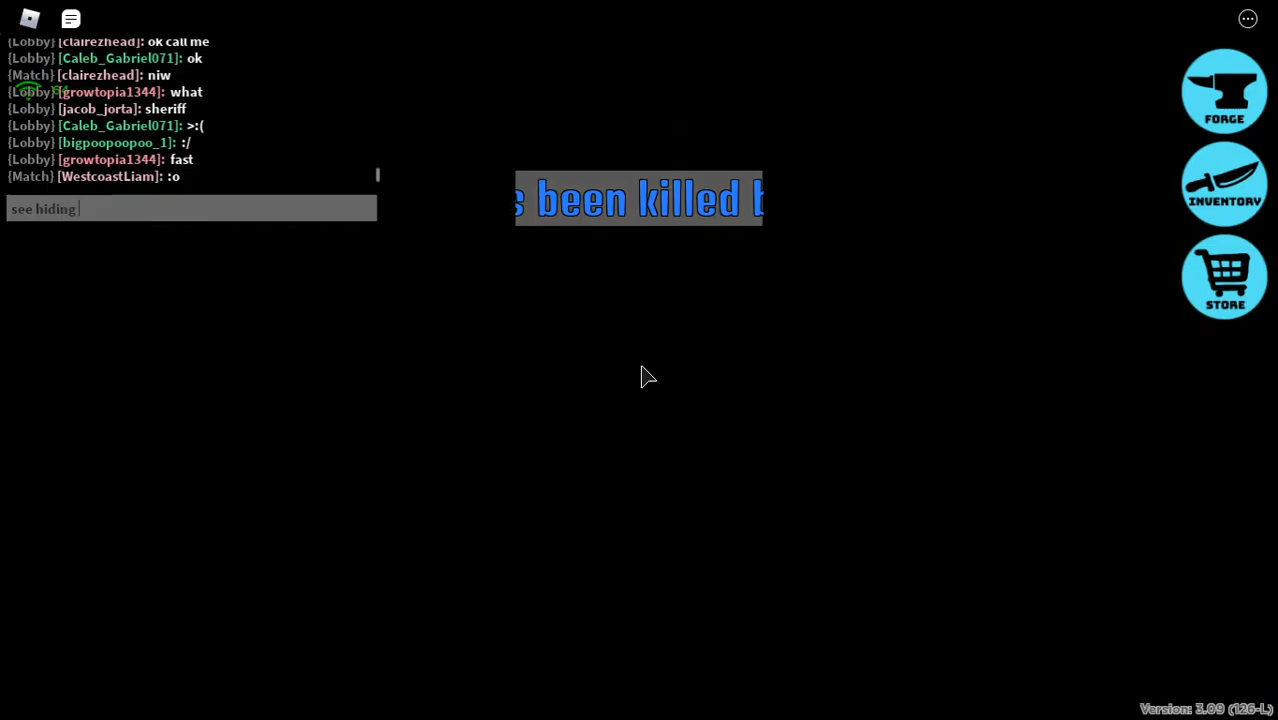 {Lobby} [clairezhead]: ok call me
{Lobby} [Caleb_Gabriel071]: ok
{Match} [clairezhead]: niw
{Lobby} [growtopia1344]: what
{Lobby} [jacob_jorta]: sheriff
{Lobby} [Caleb_Gabriel071]: >:(
{Lobby} [bigpoopoopoo_1]: :/
{Lobby} [growtopia1344]: fast
{Match} [WestcoastLiam]: :o
see hiding
s been killed b
FORGE
INVENTORY
STORE
Version: 3.09 (126-L)